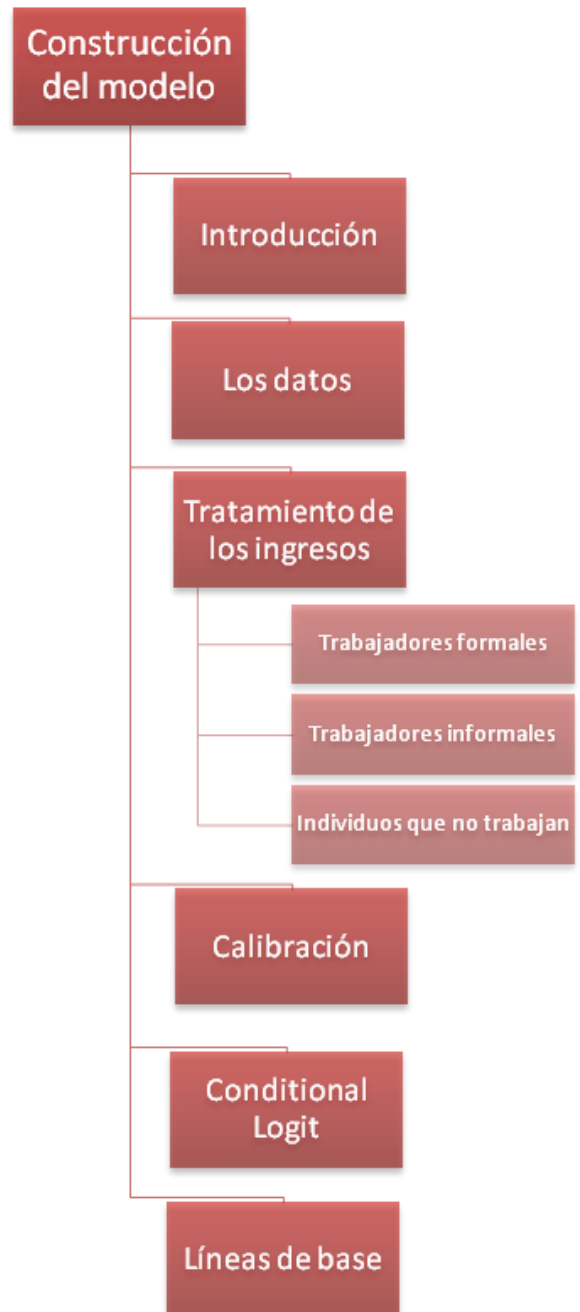 Construcción
del modelo
Introducción
Los datos
Tratamiento de
los ingresos
Trabajadores formales
Trabajadores informales
Individuos que no trabajan
Calibración
Conditional
Logit
Líneas de base